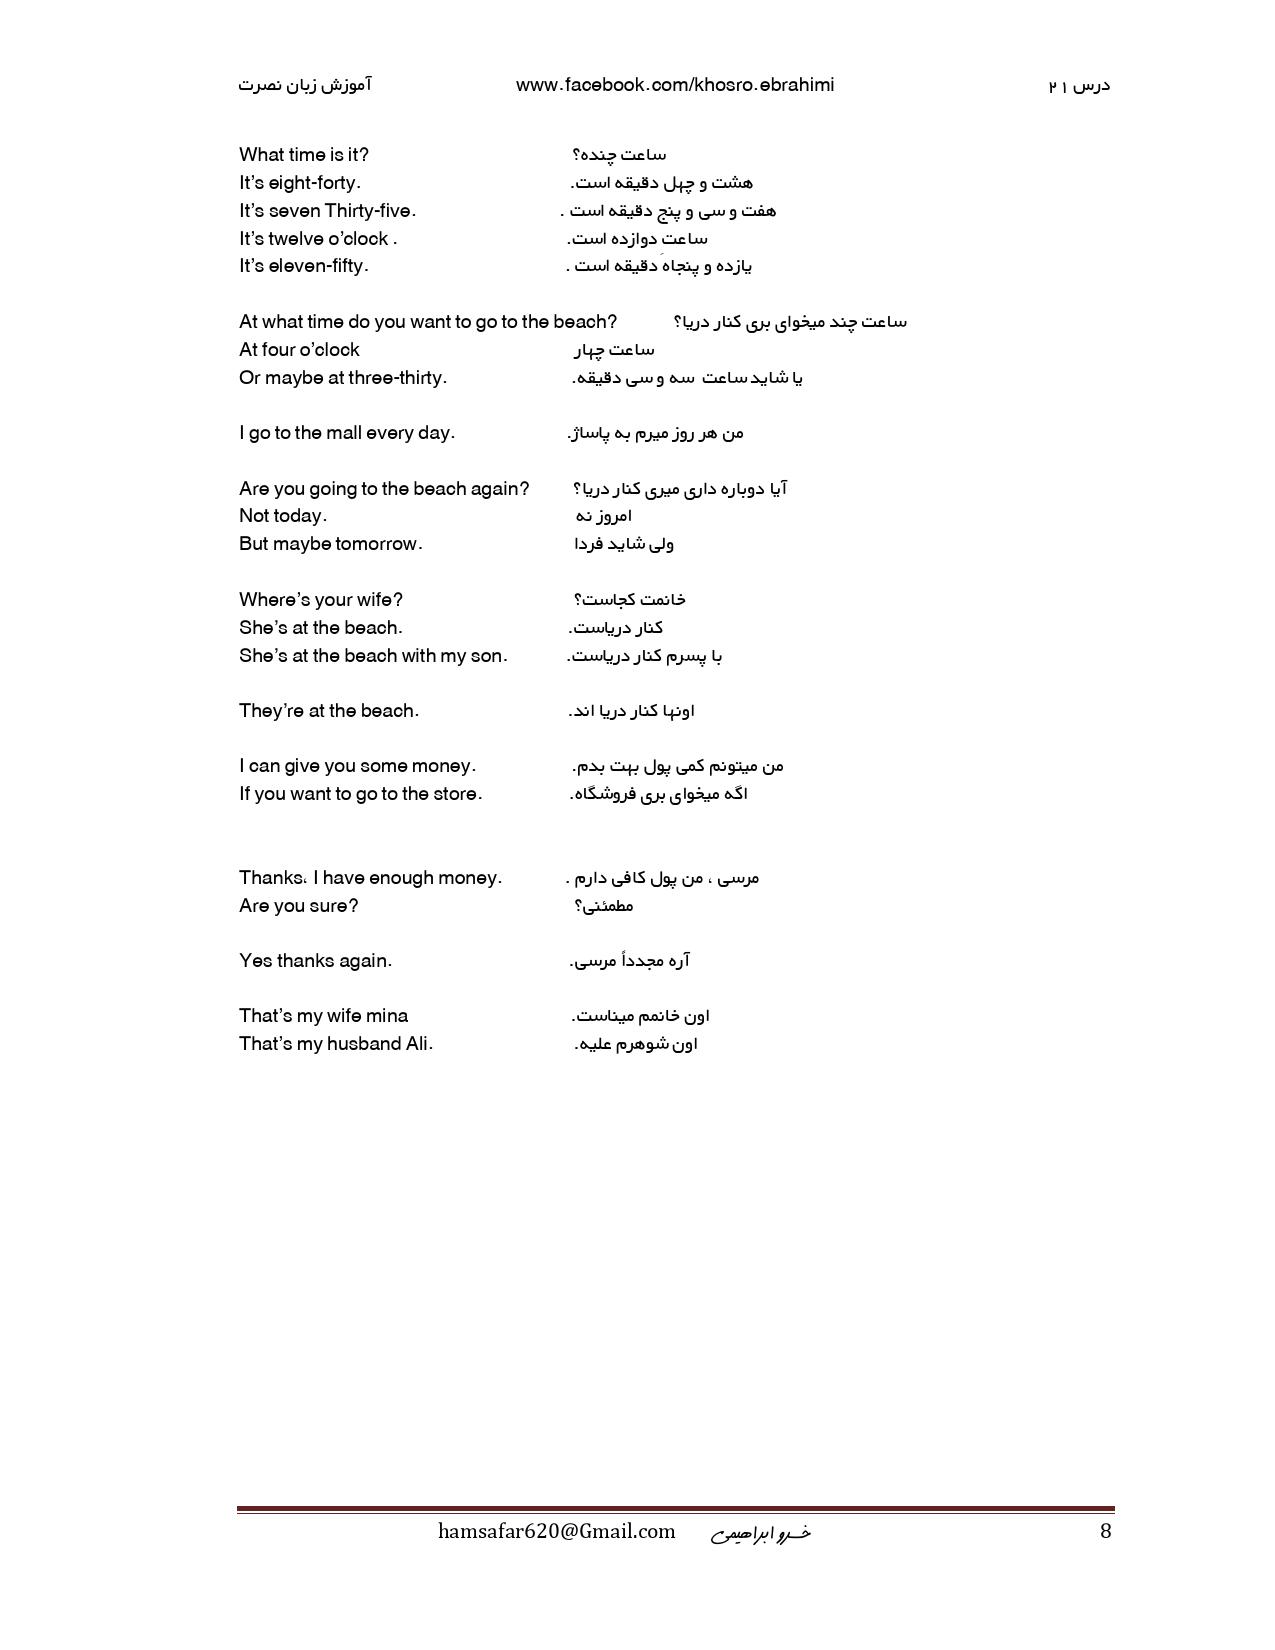 آموزش زبان نصرت www.facebook.com/khosro.ebrahimi درس ۲۱
What time is it? ساعت چنده؟
It’s eight-forty. هشت و چهل دقیقه است.
It’s seven Thirty-five. هفت و سی و پنج دقیقه است .
It’s twelve o’clock . ساعت دوازده است.
It’s eleven-fifty. یازده و پنجاهَ دقیقه است .
At what time do you want to go to the beach? ساعت چند میخوای بری کنار دریا؟
At four o’clock ساعت چهار
Or maybe at three-thirty. یا شاید ساعت سه و سی دقیقه.
I go to the mall every day. من هر روز میرم به پاساژ.
Are you going to the beach again? آیا دوباره داری میری کنار دریا؟
Not today. امروز نه
But maybe tomorrow. ولی شاید فردا
Where’s your wife? خانمت کجاست؟
She’s at the beach. کنار دریاست.
She’s at the beach with my son. با پسرم کنار دریاست.
They’re at the beach. اونها کنار دریا اند.
I can give you some money. من میتونم کمی پول بهت بدم.
If you want to go to the store. اگه میخوای بری فروشگاه.
Thanks، I have enough money. مرسی ، من پول کافی دارم .
Are you sure? مطمئنی؟
Yes thanks again. آره مجدداً مرسی.
That’s my wife mina اون خانمم میناست.
That’s my husband Ali. اون شوهرم علیه.
hamsafar620@Gmail.com خسرو ابراهیمی 8